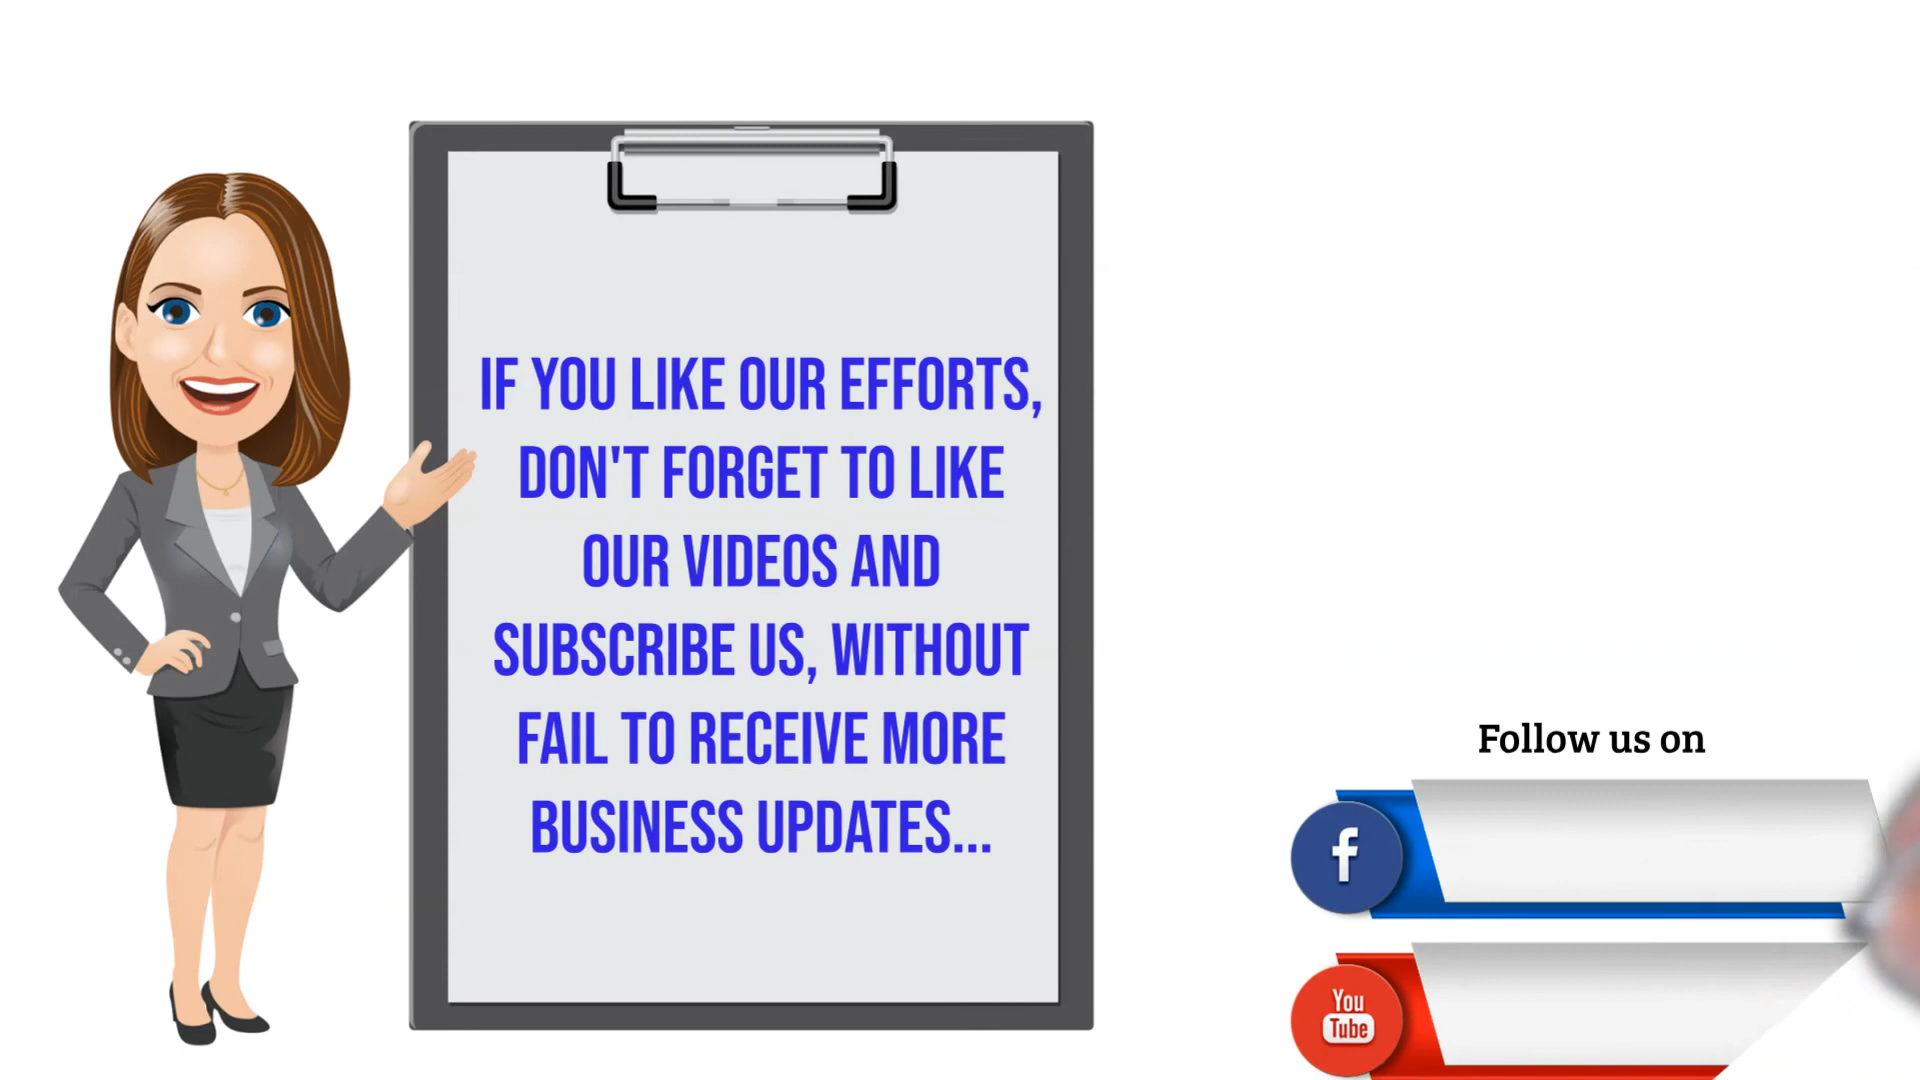 IF YOU LIKE OUR EFFORTS,
DON'T FORGET TO LIKE
OUR VIDEOS AND
SUBSCRIBE US, WITHOUT
FAIL TO RECEIVE MORE
BUSINESS UPDATES...
Follow us on
f
You
Tube